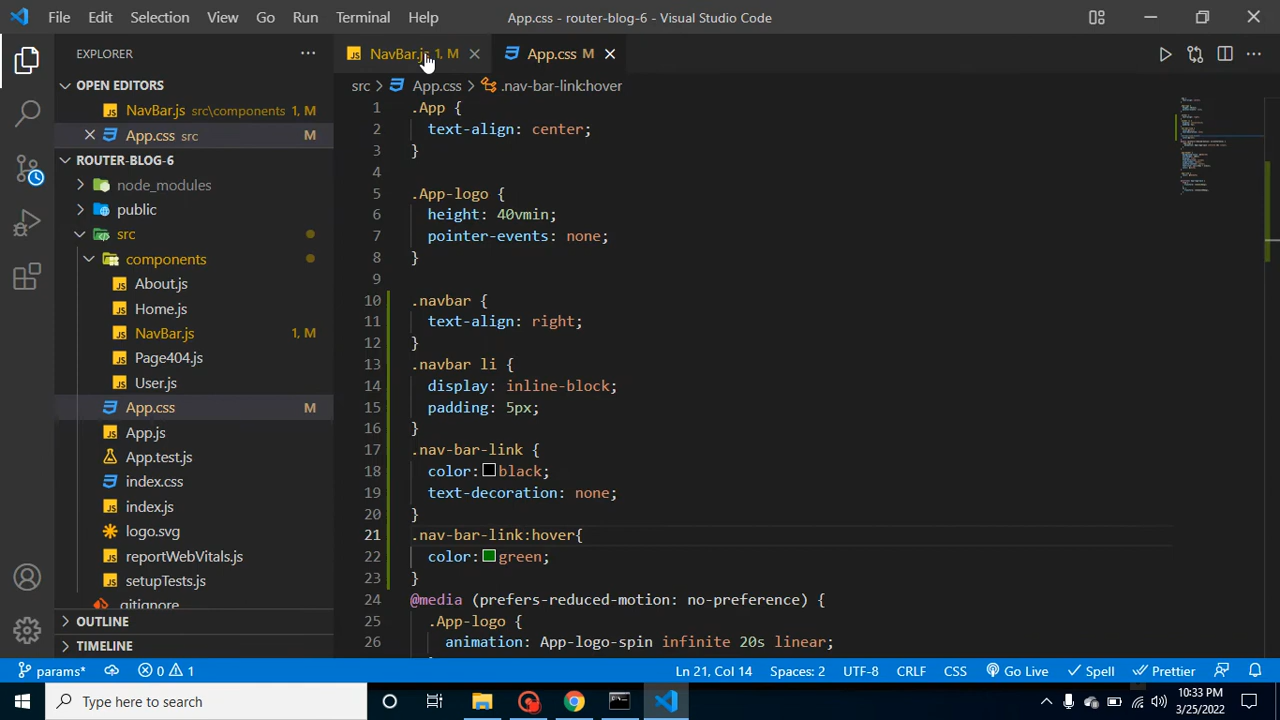 File Edit Selection View Go Run Terminal Help App.css - router-blog-6 - Visual Studio Code
EXPLORER
NavBar.js 1, M
App.css M
src > App.css > .nav-bar-link:hover
OPEN EDITORS
NavBar.js src\components 1, M
App.css src M
ROUTER-BLOG-6
node_modules
public
src
components
About.js
Home.js
NavBar.js 1, M
Page404.js
User.js
App.css M
App.js
App.test.js
index.css
index.js
logo.svg
reportWebVitals.js
setupTests.js
.gitignore
OUTLINE
TIMELINE
1 .App {
2 text-align: center;
3 }
4
5 .App-logo {
6 height: 40vmin;
7 pointer-events: none;
8 }
9
10 .navbar {
11 text-align: right;
12 }
13 .navbar li {
14 display: inline-block;
15 padding: 5px;
16 }
17 .nav-bar-link {
18 color: black;
19 text-decoration: none;
20 }
21 .nav-bar-link:hover{
22 color: green;
23 }
24 @media (prefers-reduced-motion: no-preference) {
25 .App-logo {
26 animation: App-logo-spin infinite 20s linear;
params* 0 1 Ln 21, Col 14 Spaces: 2 UTF-8 CRLF CSS Go Live Spell Prettier
Type here to search
10:33 PM
3/25/2022